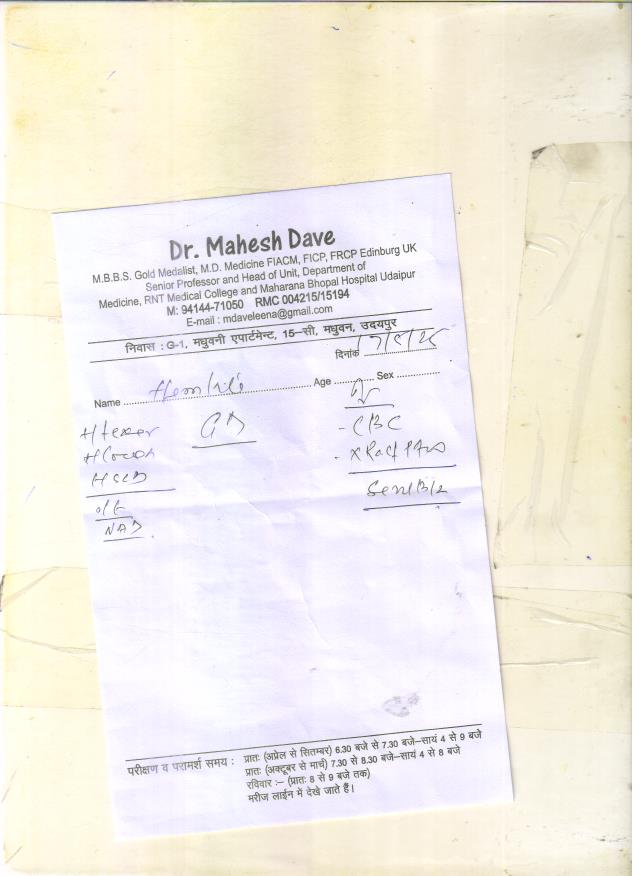 Dr. Mahesh Dave
M.B.B.S. Gold Medalist, M.D. Medicine FIACM, FICP, FRCP Edinburg UK
Senior Professor and Head of Unit, Department of
Medicine, RNT Medical College and Maharana Bhopal Hospital Udaipur
M: 94144-71050 RMC 004215/15194
E-mail : mdaveleena@gmail.com
निवास : G-1, मधुवनी एपार्टमेन्ट, 15-सी, मधुवन, उदयपुर
दिनांक
Name Age Sex
- CBC
NAD
परीक्षण व परामर्श समय : प्रातः (अप्रेल से सितम्बर) 6.30 बजे से 7.30 बजे-सायं 4 से 9 बजे
प्रातः (अक्टूबर से मार्च) 7.30 से 8.30 बजे-सायं 4 से 8 बजे
रविवार :- (प्रातः 8 से 9 बजे तक)
मरीज लाईन में देखे जाते हैं।